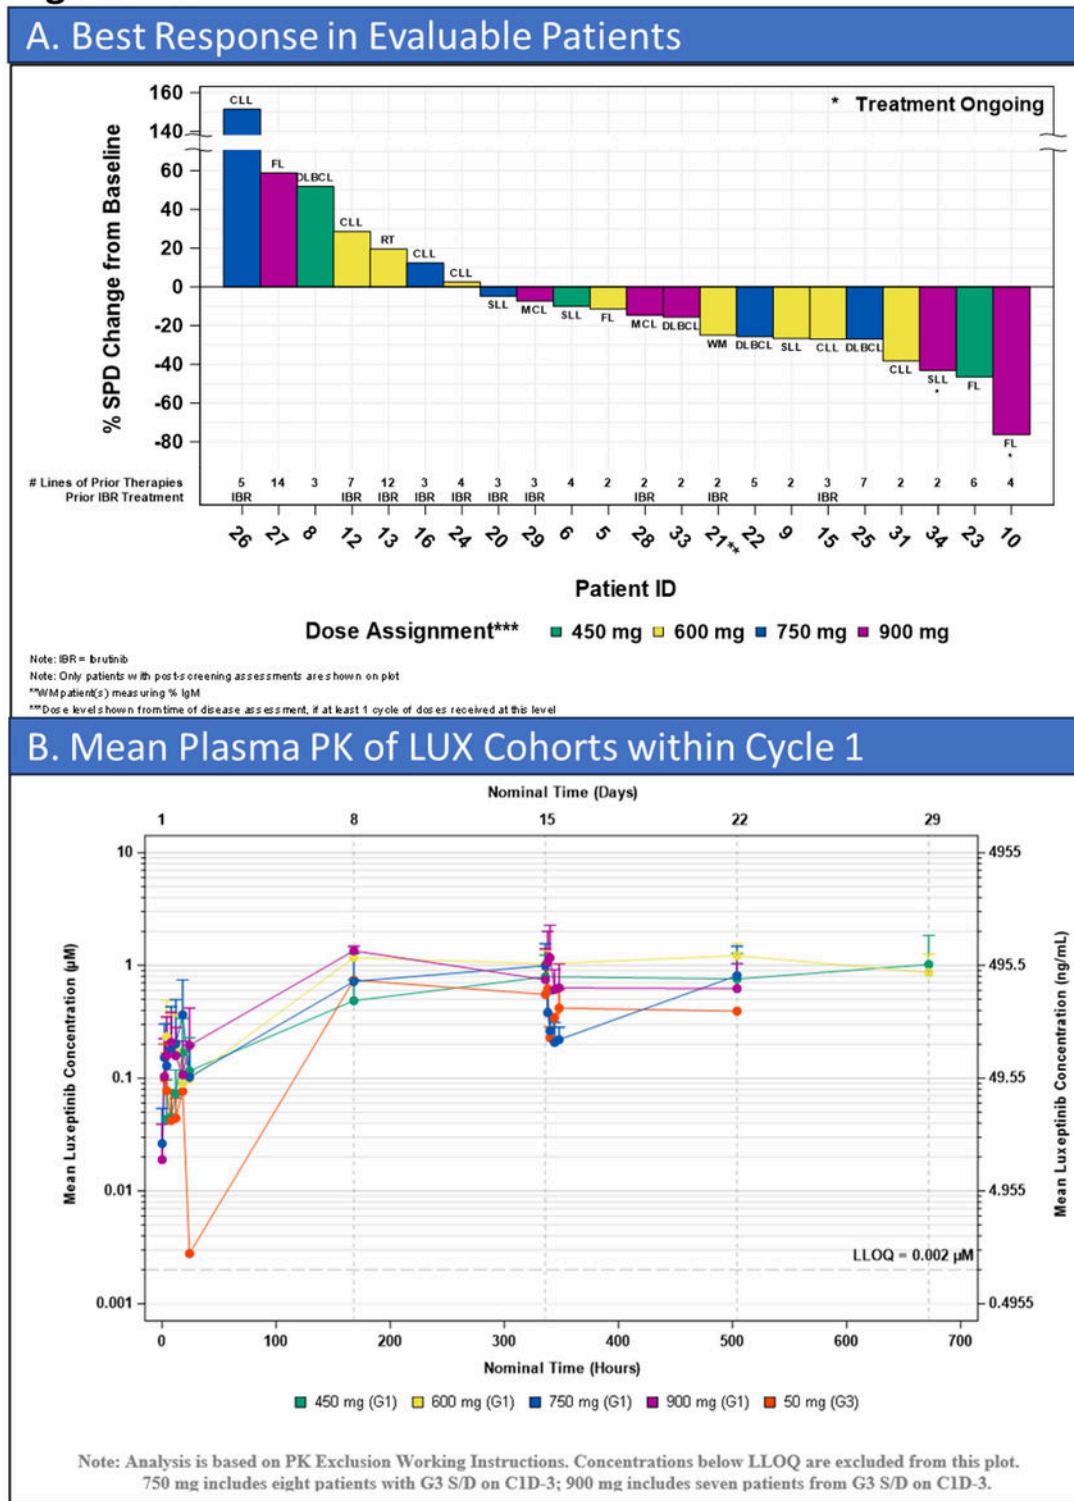 A. Best Response in Evaluable Patients
160
140
60
40
20
0
-20
-40
-60
-80
% SPD Change from Baseline
* Treatment Ongoing
CLL FL DLBCL CLL RT CLL CLL SLL MCL SLL FL MCL DLBCL WM DLBCL SLL CLL DLBCL CLL SLL FL FL
* *
# Lines of Prior Therapies 5 14 3 7 12 3 4 3 3 4 2 2 2 2 5 2 3 7 2 2 6 4
Prior IBR Treatment IBR IBR IBR IBR IBR IBR IBR IBR IBR IBR
26 27 8 12 13 16 24 20 29 6 5 28 33 21** 22 9 15 25 31 34 23 10
Patient ID
Dose Assignment*** 450 mg 600 mg 750 mg 900 mg
Note: IBR = Ibrutinib
Note: Only patients with post-screening assessments are shown on plot
**WM patient(s) measuring % IgM
***Dose level shown from time of disease assessment, if at least 1 cycle of doses received at this level
B. Mean Plasma PK of LUX Cohorts within Cycle 1
Nominal Time (Days)
1 8 15 22 29
10 4955
1 495.5
0.1 49.55
0.01 4.955
0.001 0.4955
Mean Luxeptinib Concentration (µM)
Mean Luxeptinib Concentration (ng/mL)
LLOQ = 0.002 µM
0 100 200 300 400 500 600 700
Nominal Time (Hours)
450 mg (G1) 600 mg (G1) 750 mg (G1) 900 mg (G1) 50 mg (G3)
Note: Analysis is based on PK Exclusion Working Instructions. Concentrations below LLOQ are excluded from this plot.
750 mg includes eight patients with G3 S/D on C1D-3; 900 mg includes seven patients from G3 S/D on C1D-3.